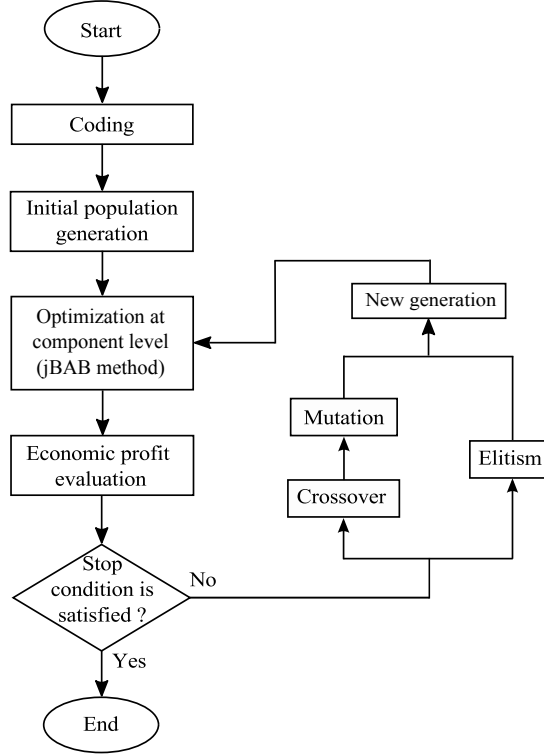 Start
Coding
Initial population
generation
Optimization at
component level
(jBAB method)
Economic profit
evaluation
Stop
condition is
satisfied ?
No
Yes
End
New generation
Mutation
Crossover
Elitism